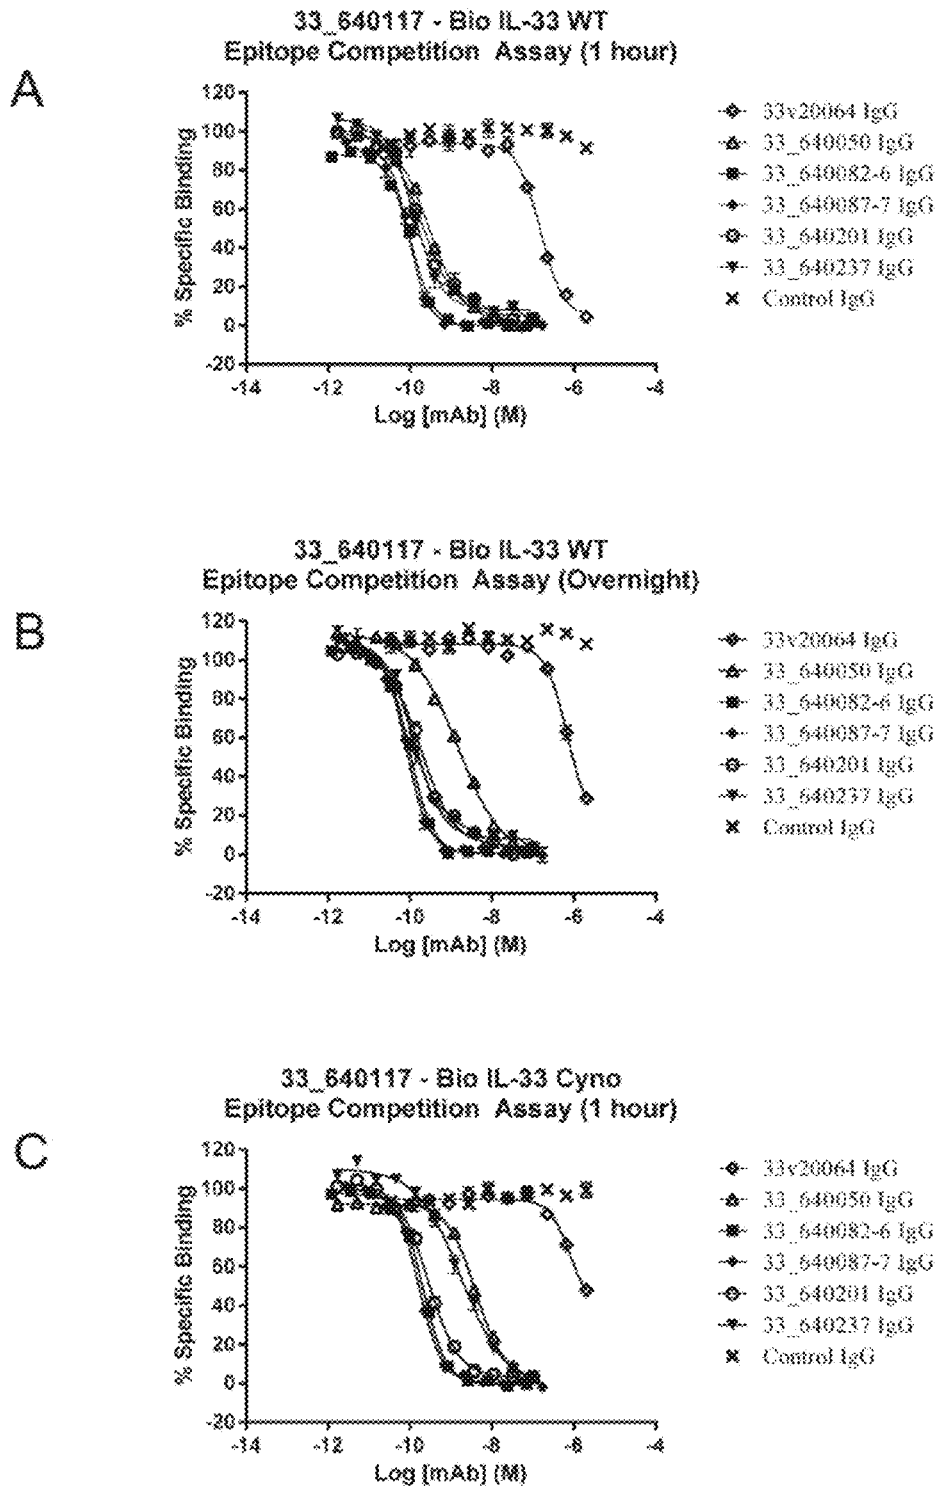 33_640117 - Bio IL-33 WT
Epitope Competition Assay (1 hour)
A
% Specific Binding
120
100
80
60
40
20
0
-20
-14
-12
-10
-8
-6
-4
Log [mAb] (M)
33v20064 IgG
33_640050 IgG
33_640082-6 IgG
33_640087-7 IgG
33_640201 IgG
33_640237 IgG
Control IgG
33_640117 - Bio IL-33 WT
Epitope Competition Assay (Overnight)
B
% Specific Binding
120
100
80
60
40
20
0
-20
-14
-12
-10
-8
-6
-4
Log [mAb] (M)
33v20064 IgG
33_640050 IgG
33_640082-6 IgG
33_640087-7 IgG
33_640201 IgG
33_640237 IgG
Control IgG
33_640117 - Bio IL-33 Cyno
Epitope Competition Assay (1 hour)
C
% Specific Binding
120
100
80
60
40
20
0
-20
-14
-12
-10
-8
-6
-4
Log [mAb] (M)
33v20064 IgG
33_640050 IgG
33_640082-6 IgG
33_640087-7 IgG
33_640201 IgG
33_640237 IgG
Control IgG